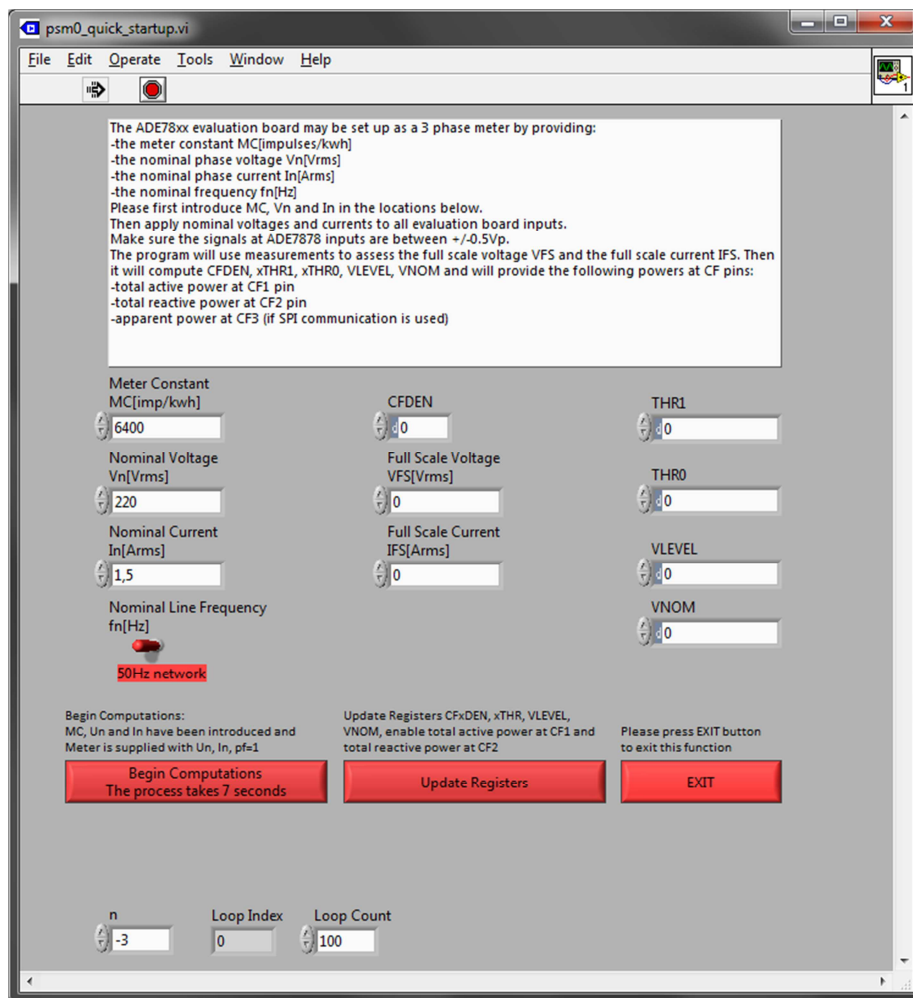 psm0_quick_startup.vi
File Edit Operate Tools Window Help
1
The ADE78xx evaluation board may be set up as a 3 phase meter by providing:
-the meter constant MC[impulses/kwh]
-the nominal phase voltage Vn[Vrms]
-the nominal phase current In[Arms]
-the nominal frequency fn[Hz]
Please first introduce MC, Vn and In in the locations below.
Then apply nominal voltages and currents to all evaluation board inputs.
Make sure the signals at ADE7878 inputs are between +/-0.5Vp.
The program will use measurements to assess the full scale voltage VFS and the full scale current IFS. Then
it will compute CFDEN, xTHR1, xTHR0, VLEVEL, VNOM and will provide the following powers at CF pins:
-total active power at CF1 pin
-total reactive power at CF2 pin
-apparent power at CF3 (if SPI communication is used)
Meter Constant
MC[imp/kwh]
6400
CFDEN
d 0
THR1
d 0
Nominal Voltage
Vn[Vrms]
220
Full Scale Voltage
VFS[Vrms]
0
THR0
d 0
Nominal Current
In[Arms]
1,5
Full Scale Current
IFS[Arms]
0
VLEVEL
d 0
Nominal Line Frequency
fn[Hz]
50Hz network
VNOM
d 0
Begin Computations:
MC, Un and In have been introduced and
Meter is supplied with Un, In, pf=1
Begin Computations
The process takes 7 seconds
Update Registers CFxDEN, xTHR, VLEVEL,
VNOM, enable total active power at CF1 and
total reactive power at CF2
Update Registers
Please press EXIT button
to exit this function
EXIT
n
-3
Loop Index
0
Loop Count
100